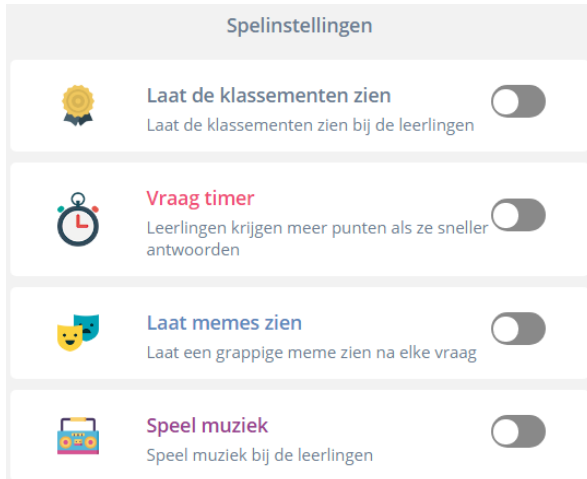 Spelinstellingen
Laat de klassementen zien
Laat de klassementen zien bij de leerlingen
Vraag timer
Leerlingen krijgen meer punten als ze sneller
antwoorden
Laat memes zien
Laat een grappige meme zien na elke vraag
Speel muziek
Speel muziek bij de leerlingen